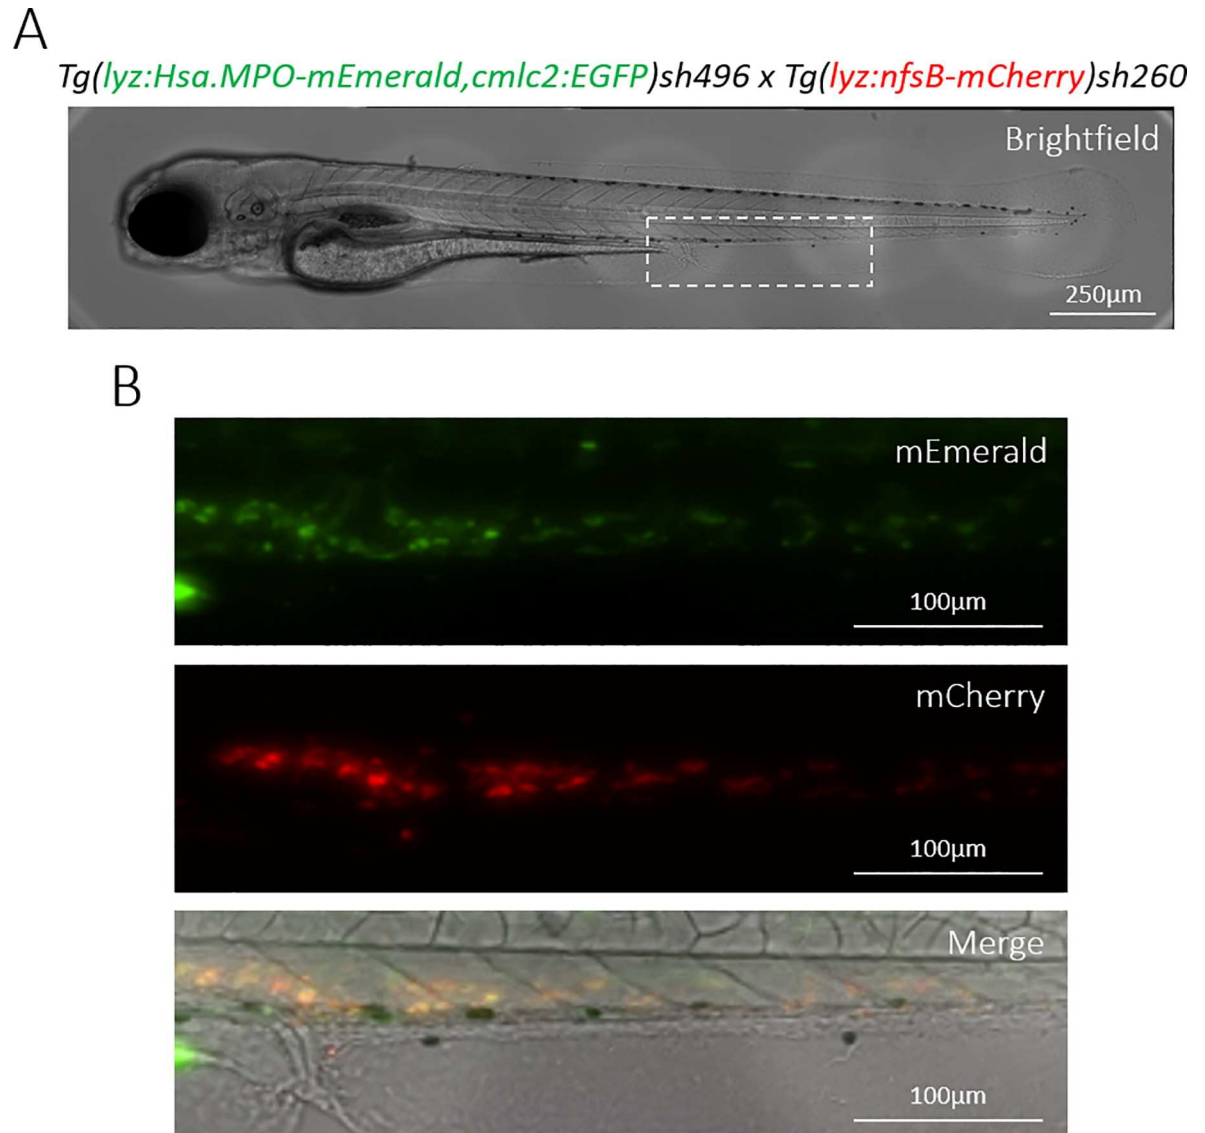 A
Tg(lyz:Hsa.MPO-mEmerald,cmlc2:EGFP)sh496 x Tg(lyz:nfsB-mCherry)sh260
Brightfield
250µm
B
mEmerald
100µm
mCherry
100µm
Merge
100µm